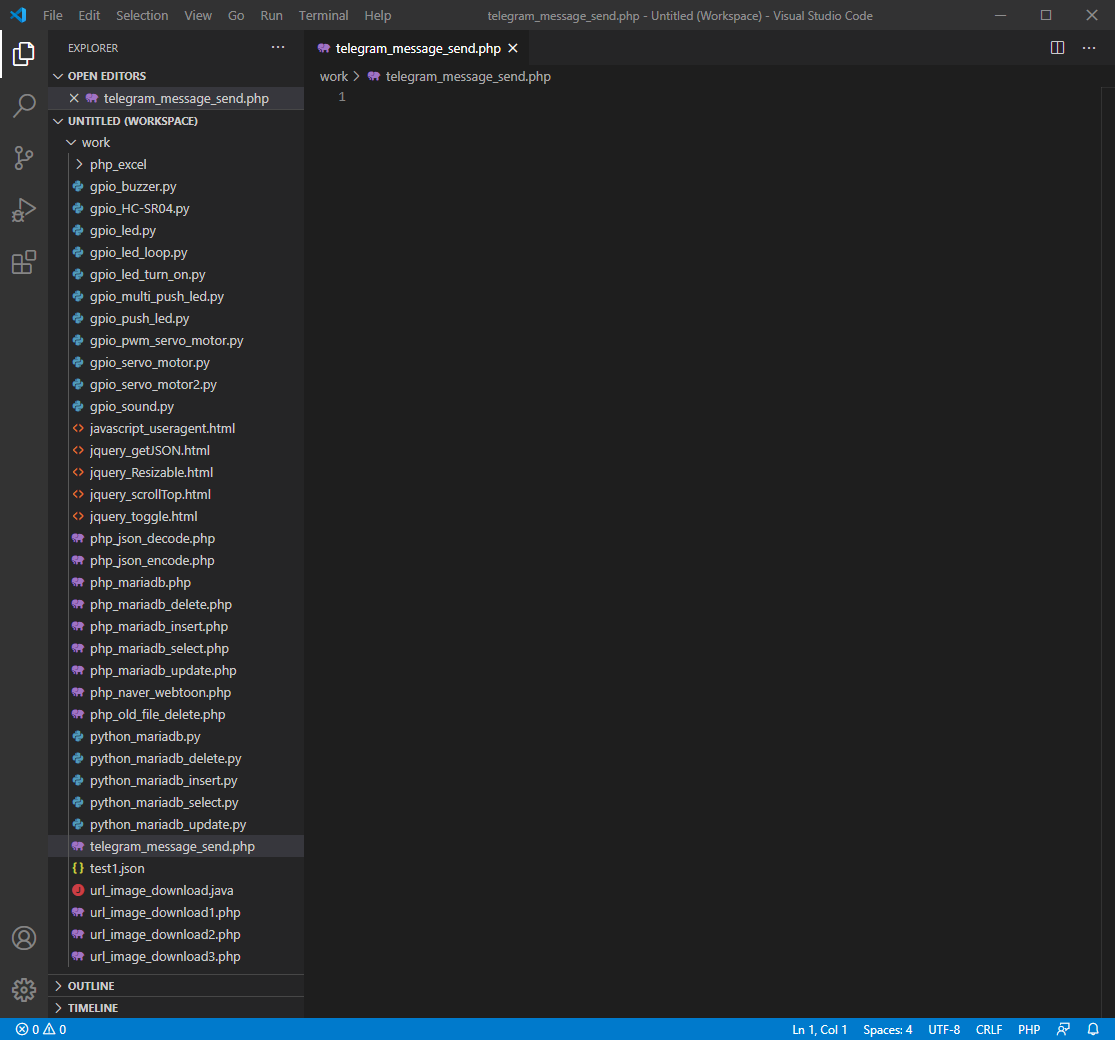 File Edit Selection View Go Run Terminal Help telegram_message_send.php - Untitled (Workspace) - Visual Studio Code
EXPLORER
OPEN EDITORS
telegram_message_send.php
UNTITLED (WORKSPACE)
work
php_excel
gpio_buzzer.py
gpio_HC-SR04.py
gpio_led.py
gpio_led_loop.py
gpio_led_turn_on.py
gpio_multi_push_led.py
gpio_push_led.py
gpio_pwm_servo_motor.py
gpio_servo_motor.py
gpio_servo_motor2.py
gpio_sound.py
javascript_useragent.html
jquery_getJSON.html
jquery_Resizable.html
jquery_scrollTop.html
jquery_toggle.html
php_json_decode.php
php_json_encode.php
php_mariadb.php
php_mariadb_delete.php
php_mariadb_insert.php
php_mariadb_select.php
php_mariadb_update.php
php_naver_webtoon.php
php_old_file_delete.php
python_mariadb.py
python_mariadb_delete.py
python_mariadb_insert.py
python_mariadb_select.py
python_mariadb_update.py
telegram_message_send.php
test1.json
url_image_download.java
url_image_download1.php
url_image_download2.php
url_image_download3.php
OUTLINE
TIMELINE
telegram_message_send.php
work > telegram_message_send.php
1
0 0 Ln 1, Col 1 Spaces: 4 UTF-8 CRLF PHP